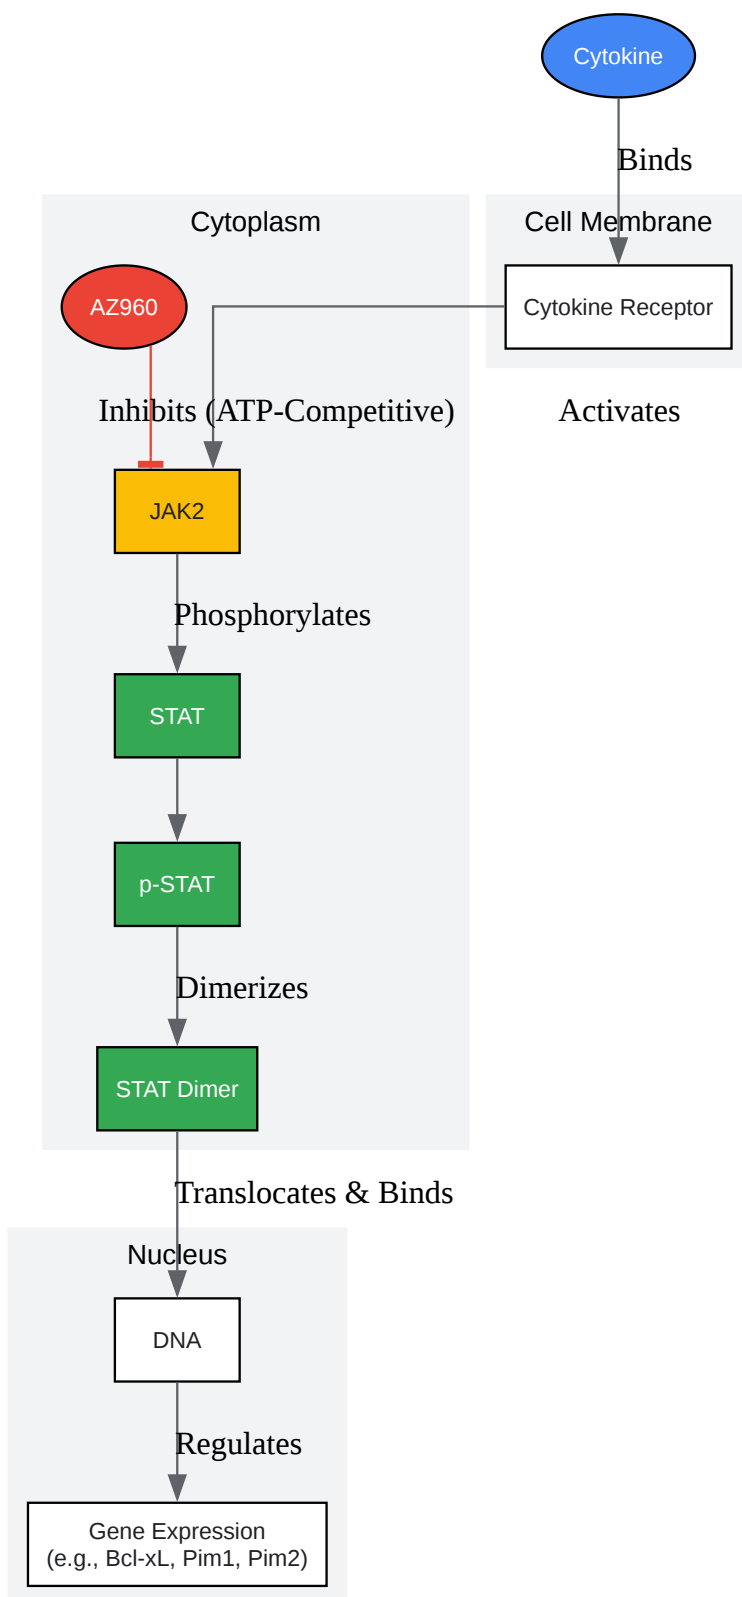 Cytokine
Binds
Cytoplasm
Cell Membrane
AZ960
Cytokine Receptor
Inhibits (ATP-Competitive)
Activates
JAK2
Phosphorylates
STAT
p-STAT
Dimerizes
STAT Dimer
Translocates & Binds
Nucleus
DNA
Regulates
Gene Expression
(e.g., Bcl-xL, Pim1, Pim2)